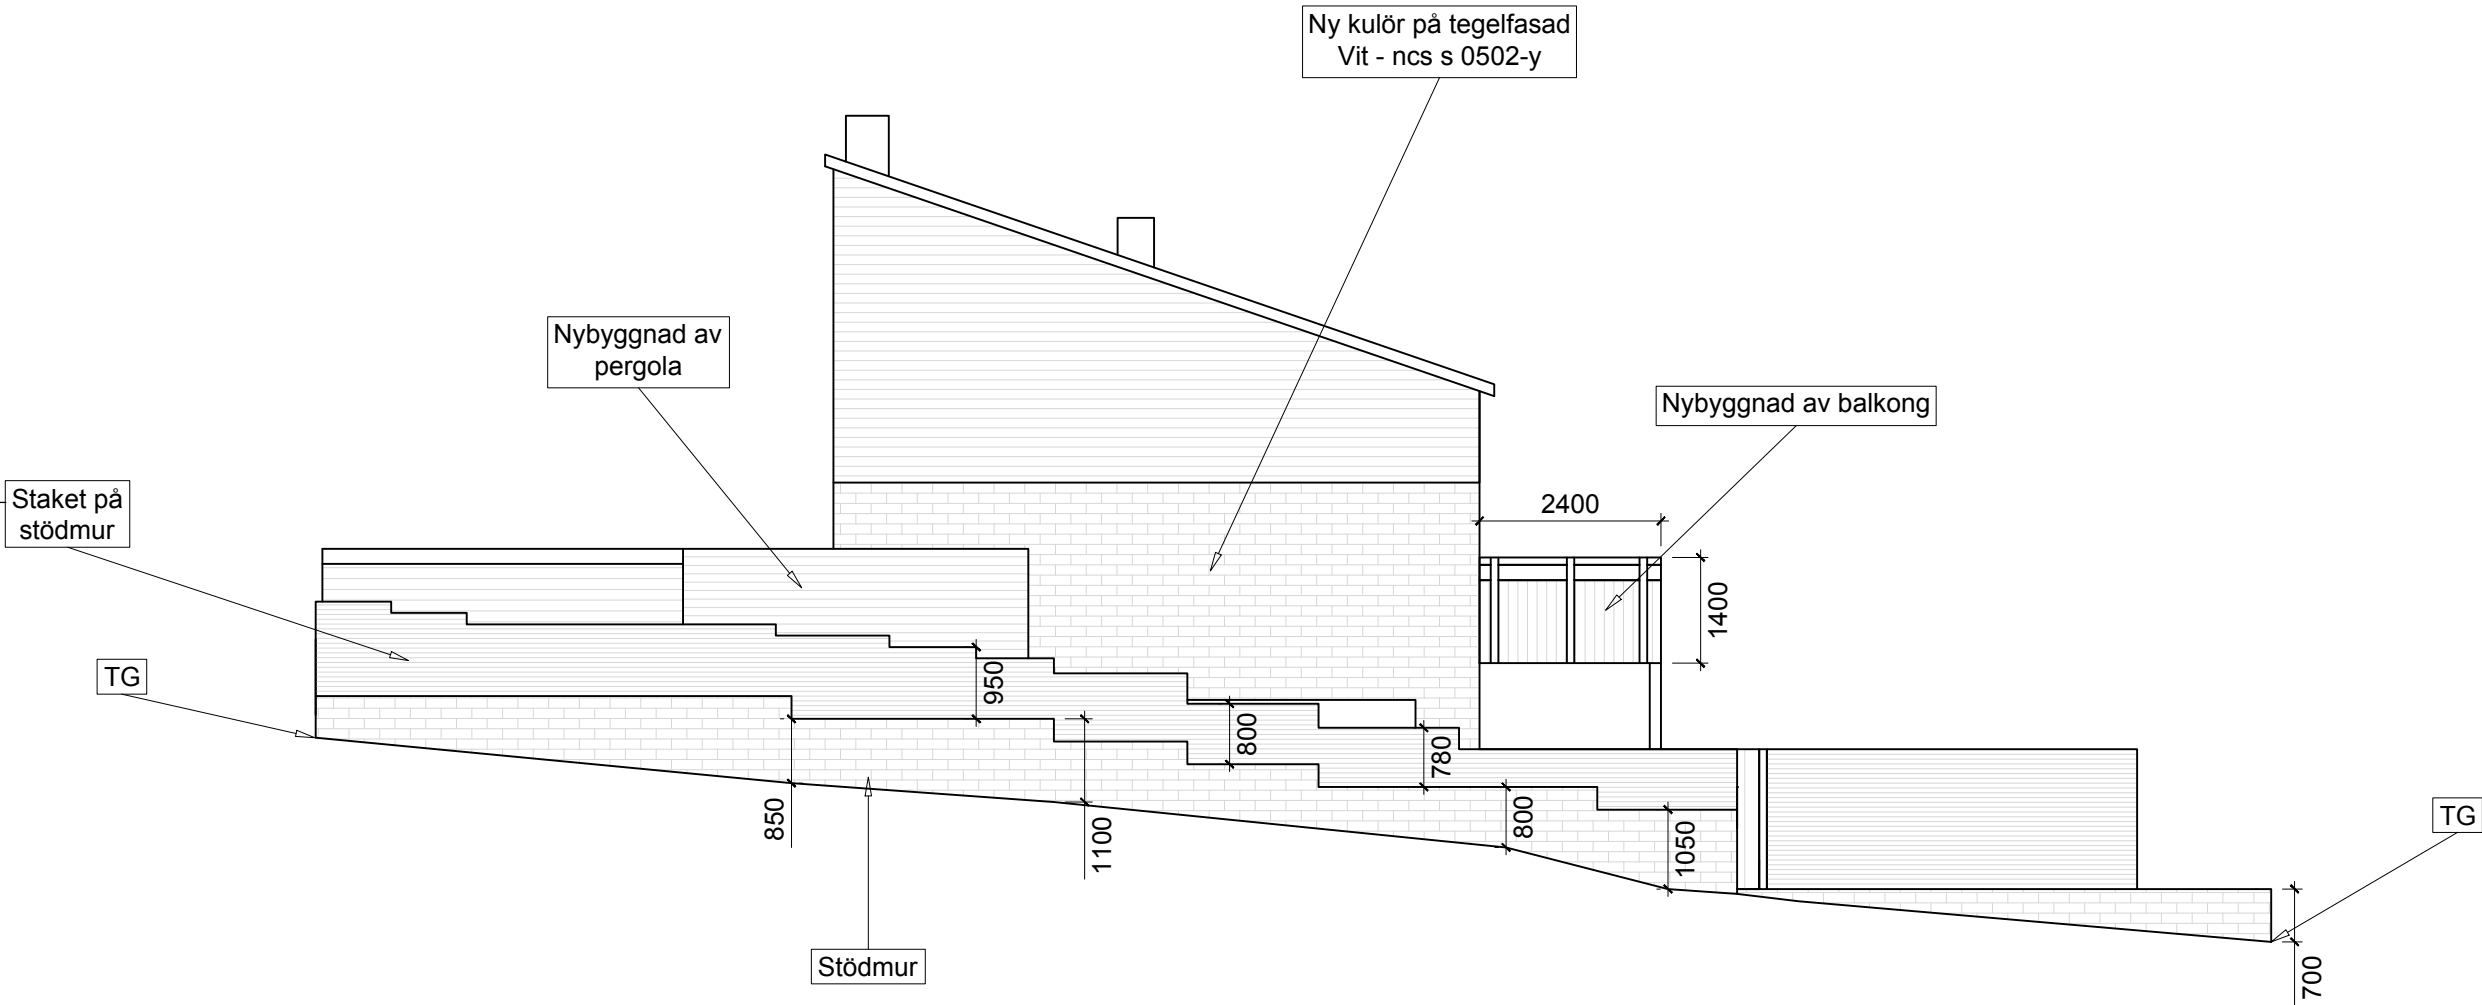 Ny kulör på tegelfasad
Vit - ncs s 0502-y
Nybyggnad av
pergola
Nybyggnad av balkong
Staket på
stödmur
2400
1400
TG
950
800
780
850
1100
800
1050
TG
Stödmur
700